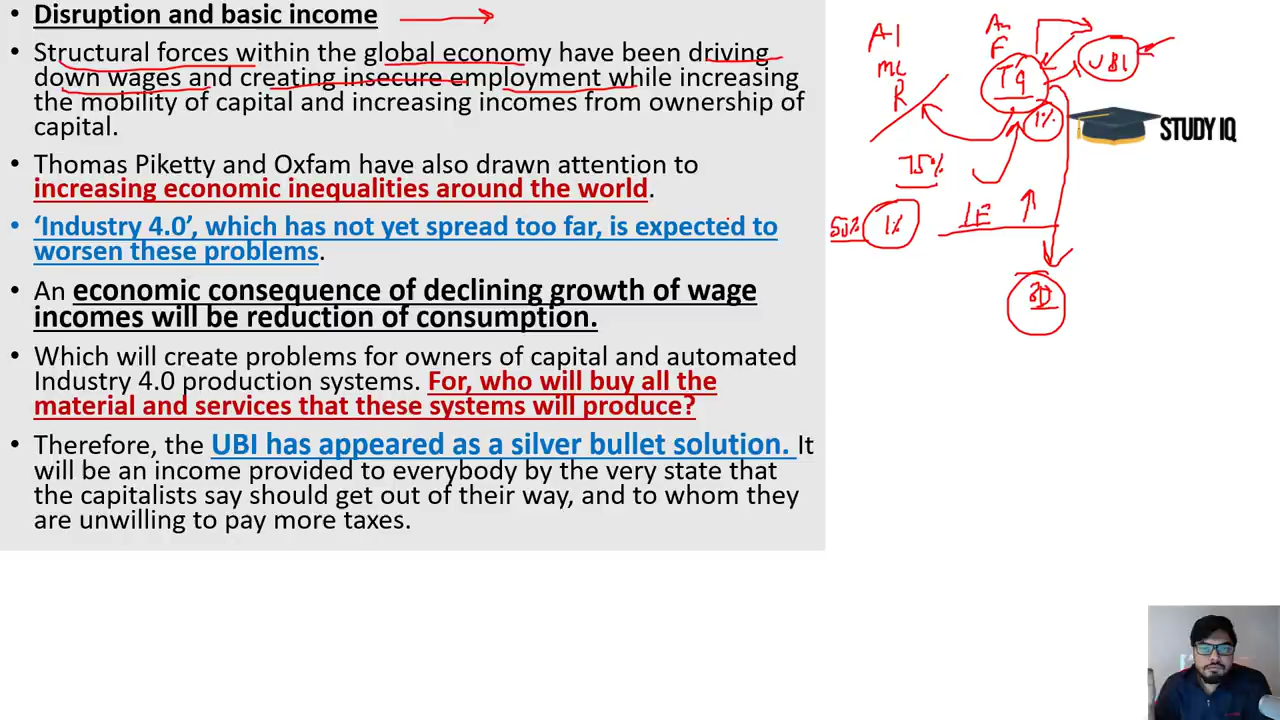 • Disruption and basic income
• Structural forces within the global economy have been driving
down wages and creating insecure employment while increasing
the mobility of capital and increasing incomes from ownership of
capital.
• Thomas Piketty and Oxfam have also drawn attention to
increasing economic inequalities around the world.
• ‘Industry 4.0’, which has not yet spread too far, is expected to
worsen these problems.
• An economic consequence of declining growth of wage
incomes will be reduction of consumption.
• Which will create problems for owners of capital and automated
Industry 4.0 production systems. For, who will buy all the
material and services that these systems will produce?
• Therefore, the UBI has appeared as a silver bullet solution. It
will be an income provided to everybody by the very state that
the capitalists say should get out of their way, and to whom they
are unwilling to pay more taxes.
AI
ML
R
F
UBI
1%
STUDY IQ
75%
50% 1%
IE